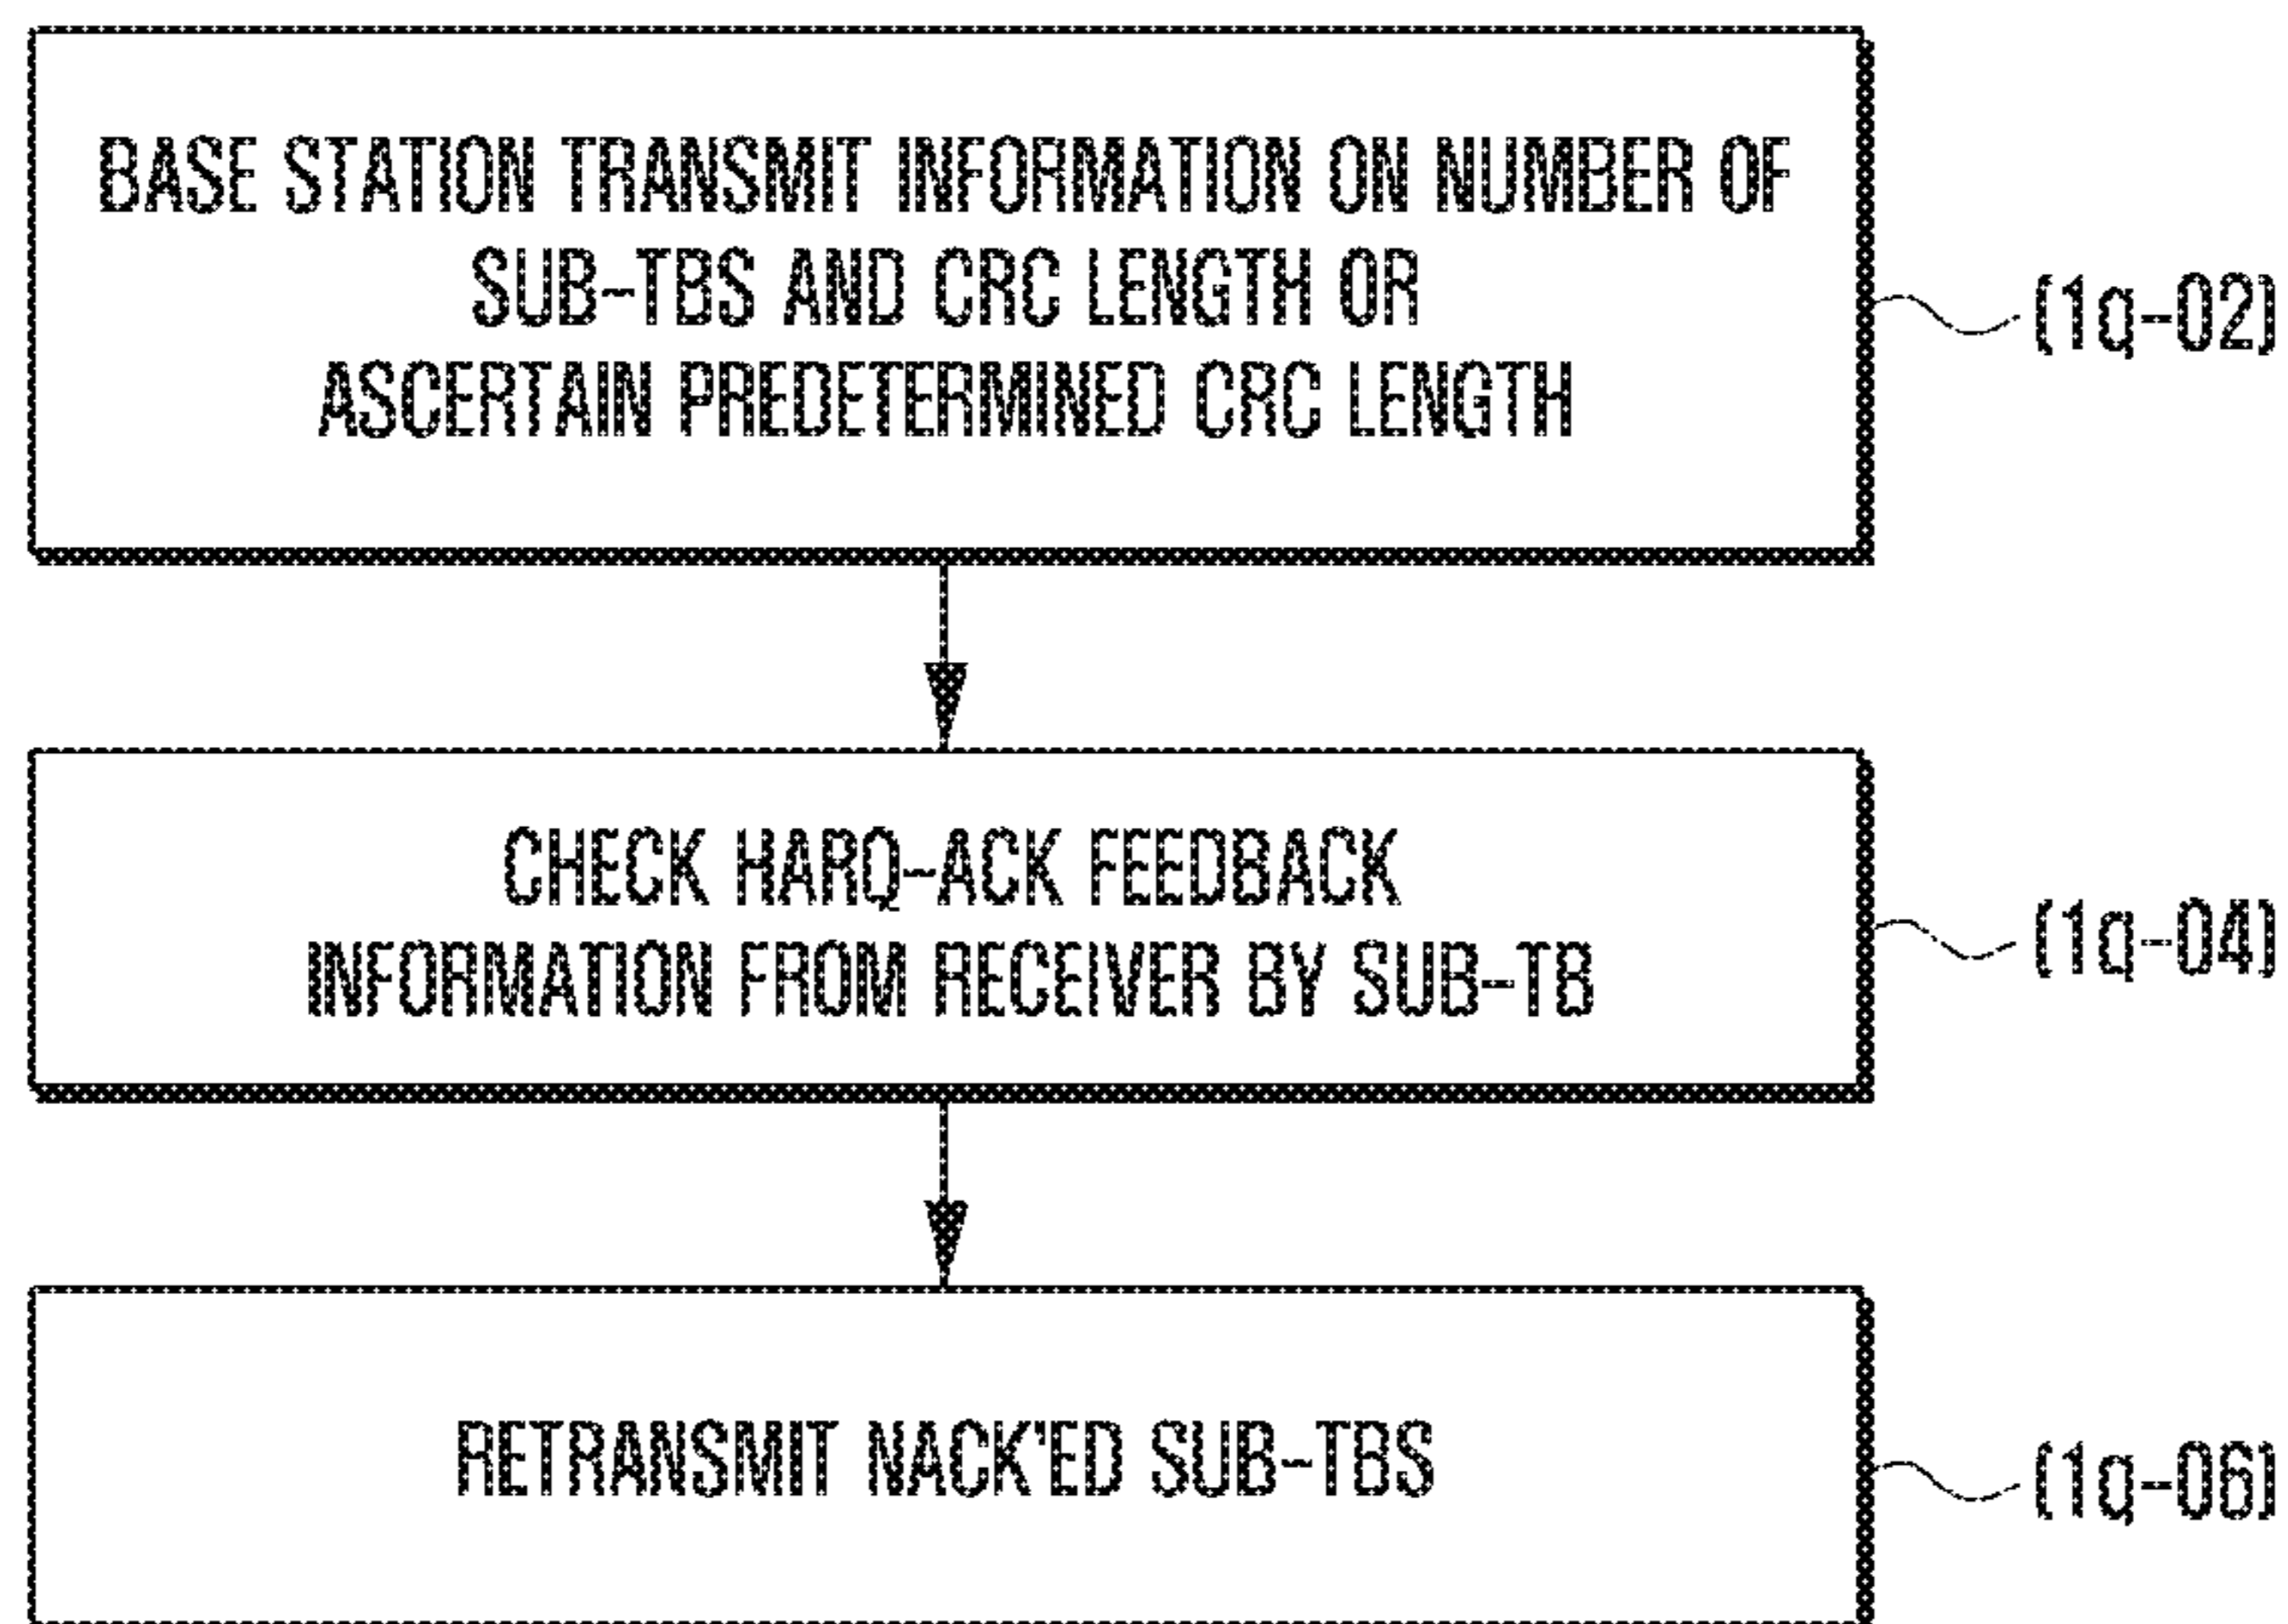 BASE STATION TRANSMIT INFORMATION ON NUMBER OF
SUB-TBS AND CRC LENGTH OR
ASCERTAIN PREDETERMINED CRC LENGTH
(1q-02)
CHECK HARQ-ACK FEEDBACK
INFORMATION FROM RECEIVER BY SUB-TB
(1q-04)
RETRANSMIT NACK'ED SUB-TBS
(1q-06)